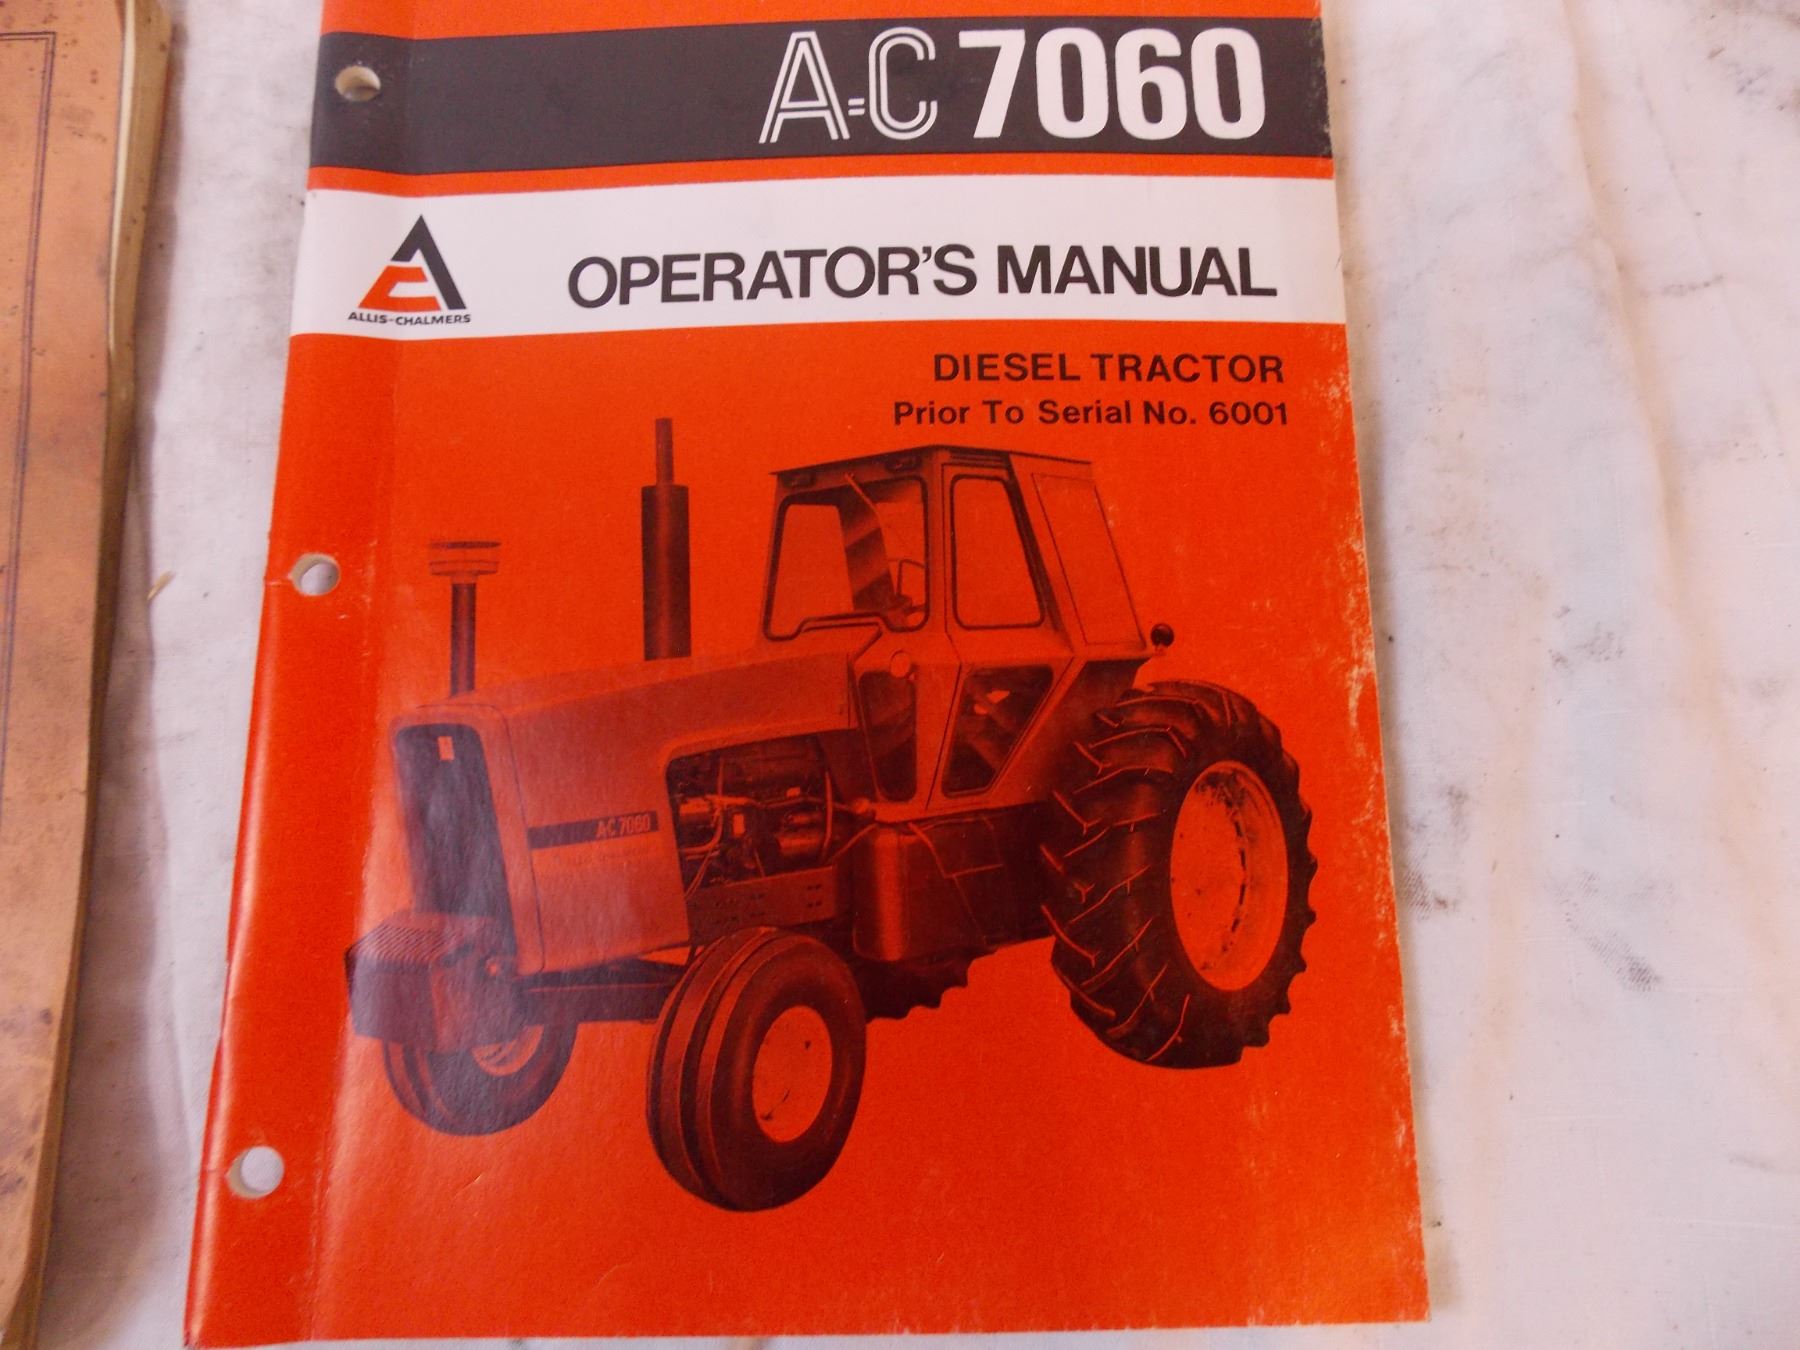 A-C 7060
ALLIS-CHALMERS
OPERATOR'S MANUAL
DIESEL TRACTOR
Prior To Serial No. 6001
AC 7060